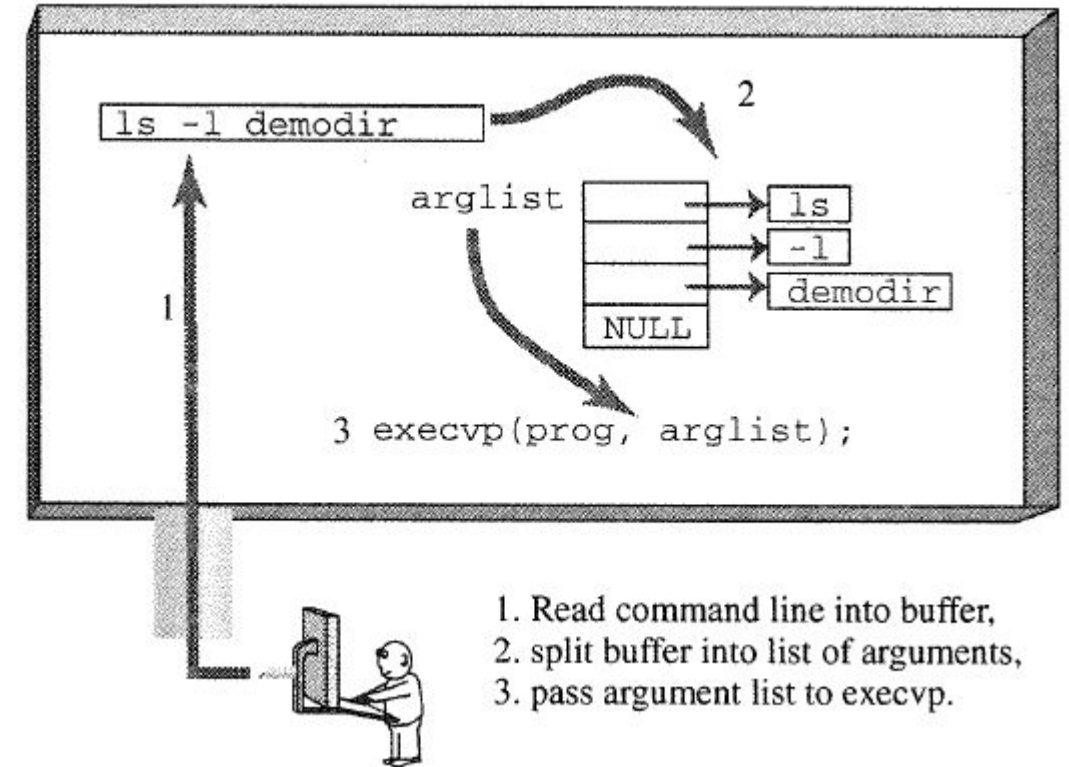 2
ls -l demodir
arglist
ls
-l
demodir
NULL
1
3 execvp(prog, arglist);
1. Read command line into buffer,
2. split buffer into list of arguments,
3. pass argument list to execvp.